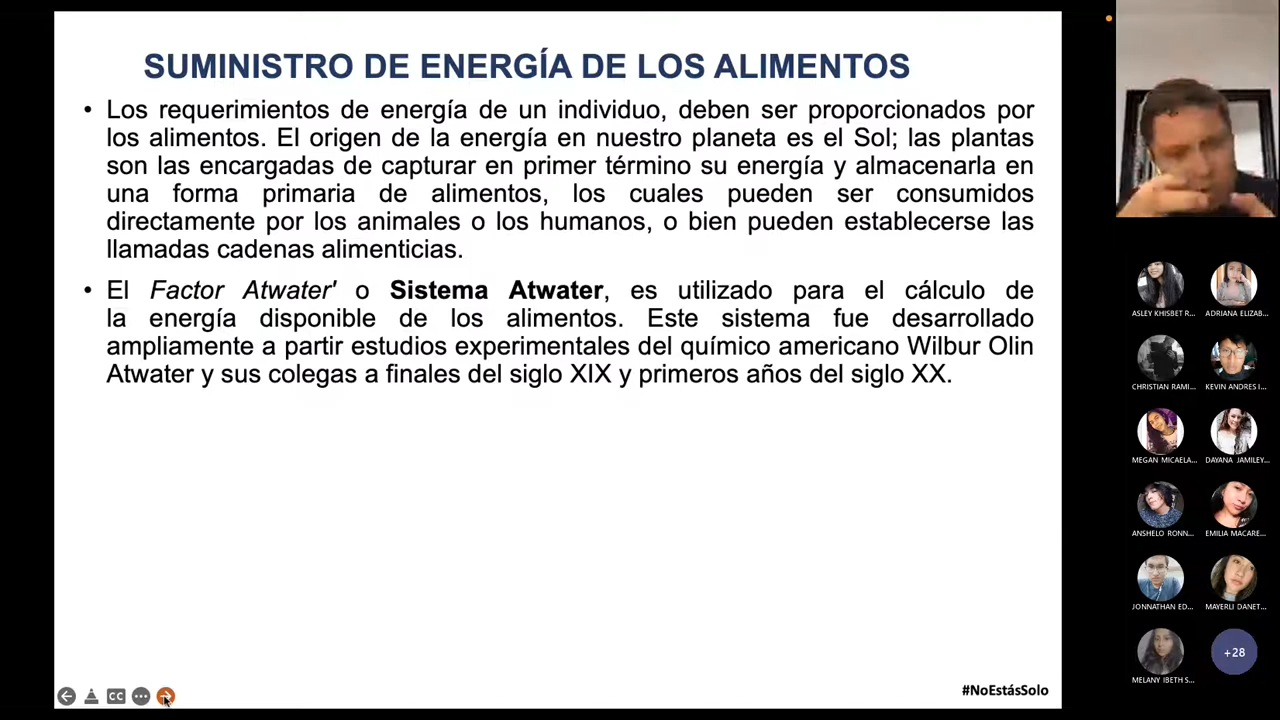 SUMINISTRO DE ENERGÍA DE LOS ALIMENTOS
• Los requerimientos de energía de un individuo, deben ser proporcionados por
los alimentos. El origen de la energía en nuestro planeta es el Sol; las plantas
son las encargadas de capturar en primer término su energía y almacenarla en
una forma primaria de alimentos, los cuales pueden ser consumidos
directamente por los animales o los humanos, o bien pueden establecerse las
llamadas cadenas alimenticias.
• El Factor Atwater' o Sistema Atwater, es utilizado para el cálculo de
la energía disponible de los alimentos. Este sistema fue desarrollado
ampliamente a partir estudios experimentales del químico americano Wilbur Olin
Atwater y sus colegas a finales del siglo XIX y primeros años del siglo XX.
CC
#NoEstásSolo
ASLEY KHISBET R...
ADRIANA ELIZAB...
CHRISTIAN RAMI...
KEVIN ANDRES I...
MEGAN MICAELA...
DAYANA JAMILEY...
ANSHELO RONN...
EMILIA MACARE...
JONNATHAN ED...
MAYERLI DANET...
MELANY IBETH S...
+28